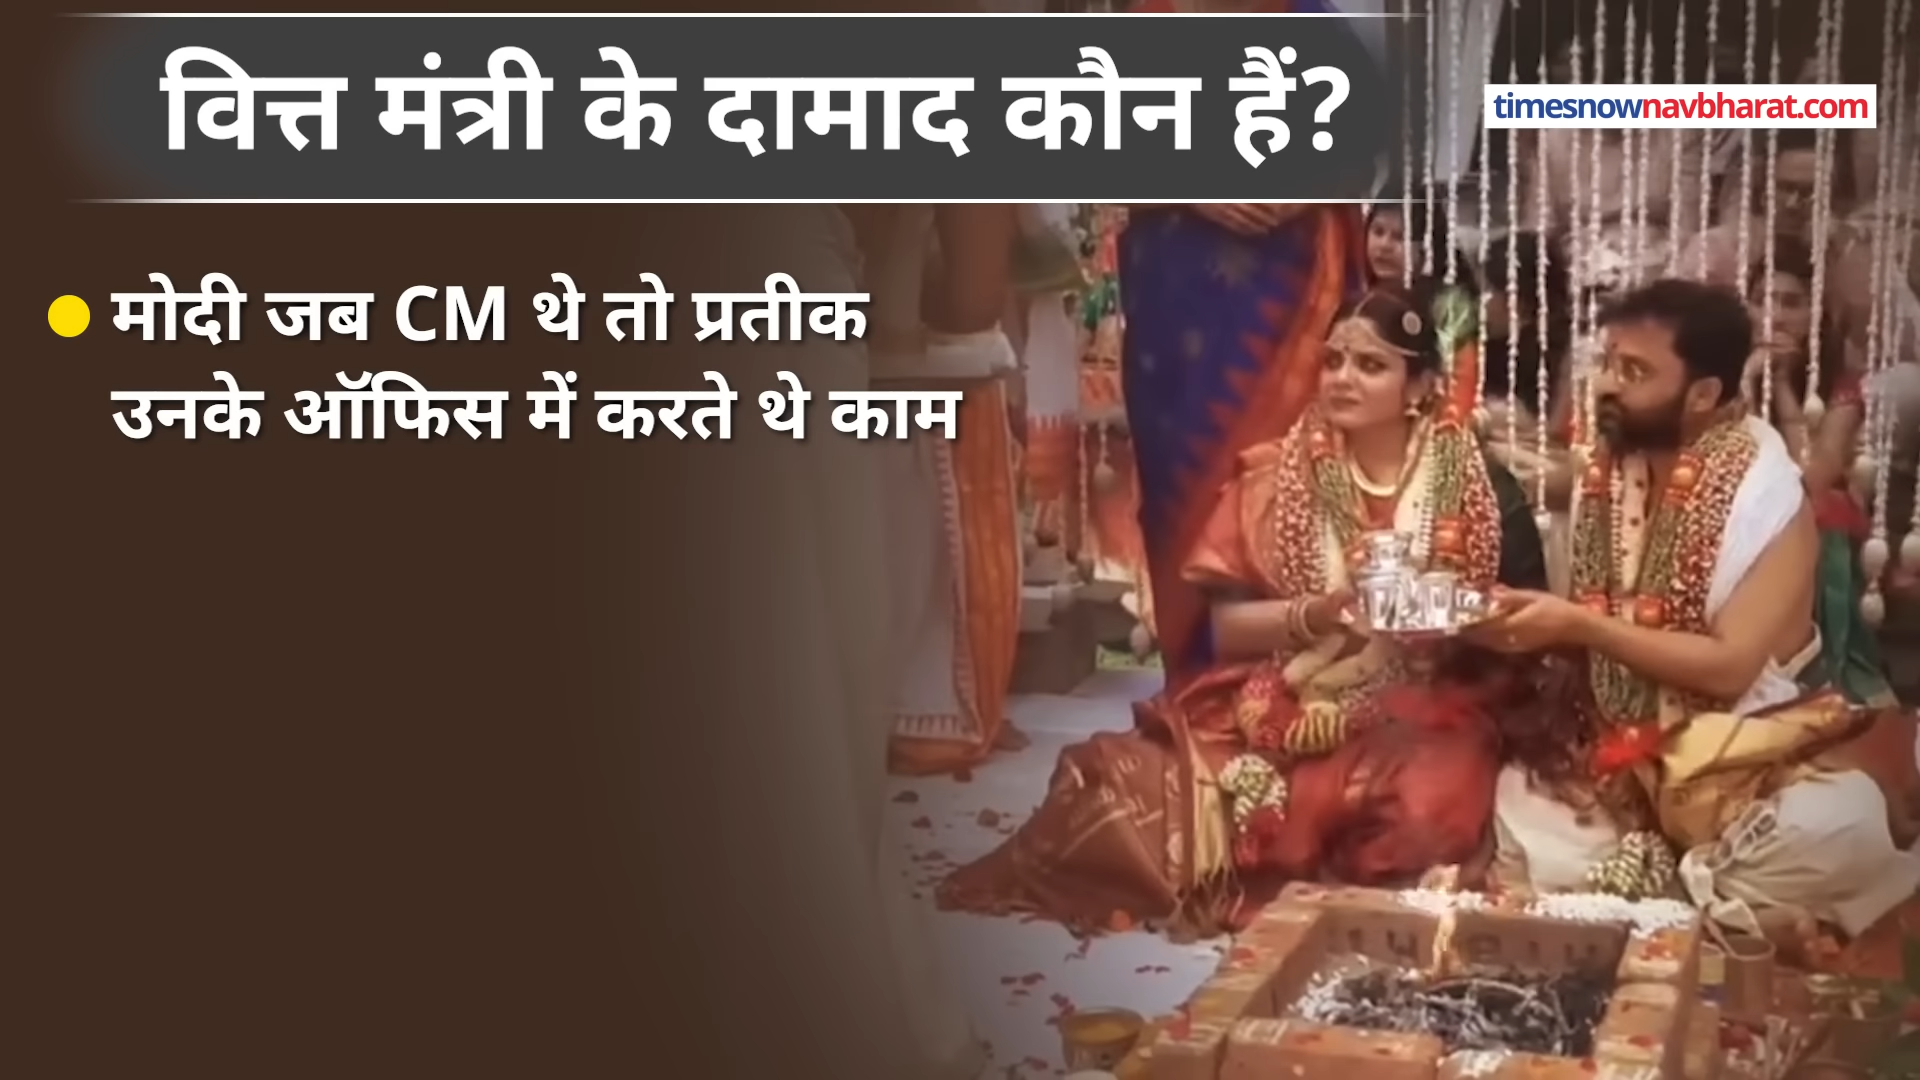 वित्त मंत्री के दामाद कौन हैं?
timesnownavbharat.com
मोदी जब CM थे तो प्रतीक
उनके ऑफिस में करते थे काम